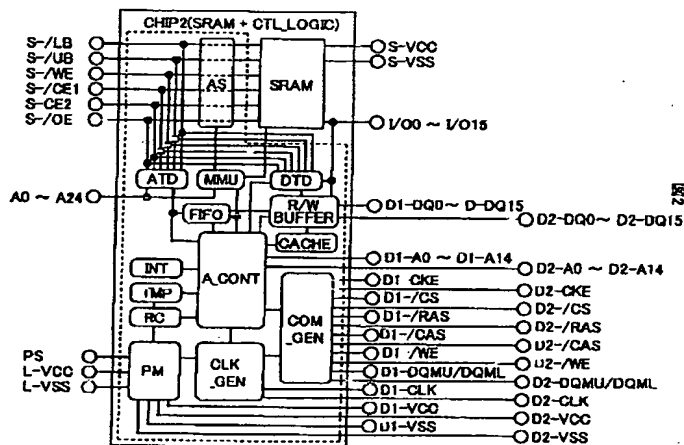 CHIP2(SRAM + CTL_LOGIC)
S-/LB
S-/UB
S-/WE
S-/CE1
S-CE2
S-/OE
A0 ~ A24
PS
L-VCC
L-VSS
AS
SRAM
ATD
MMU
DTD
FIFO
R/W
BUFFER
CACHE
INT
TMP
RC
A_CONT
COM
_GEN
PM
CLK
_GEN
S-VCC
S-VSS
I/O0 ~ I/O15
D1-DQ0~ D-DQ15
D2-DQ0~ D2-DQ15
D1-A0 ~ D1-A14
D2-A0 ~ D2-A14
D1-CKE
D2-CKE
D1-/CS
D2-/CS
D1-/RAS
D2-/RAS
D1-/CAS
D2-/CAS
D1-/WE
D2-/WE
D1-DQMU/DQML
D2-DQMU/DQML
D1-CLK
D2-CLK
D1-VCC
D2-VCC
D1-VSS
D2-VSS